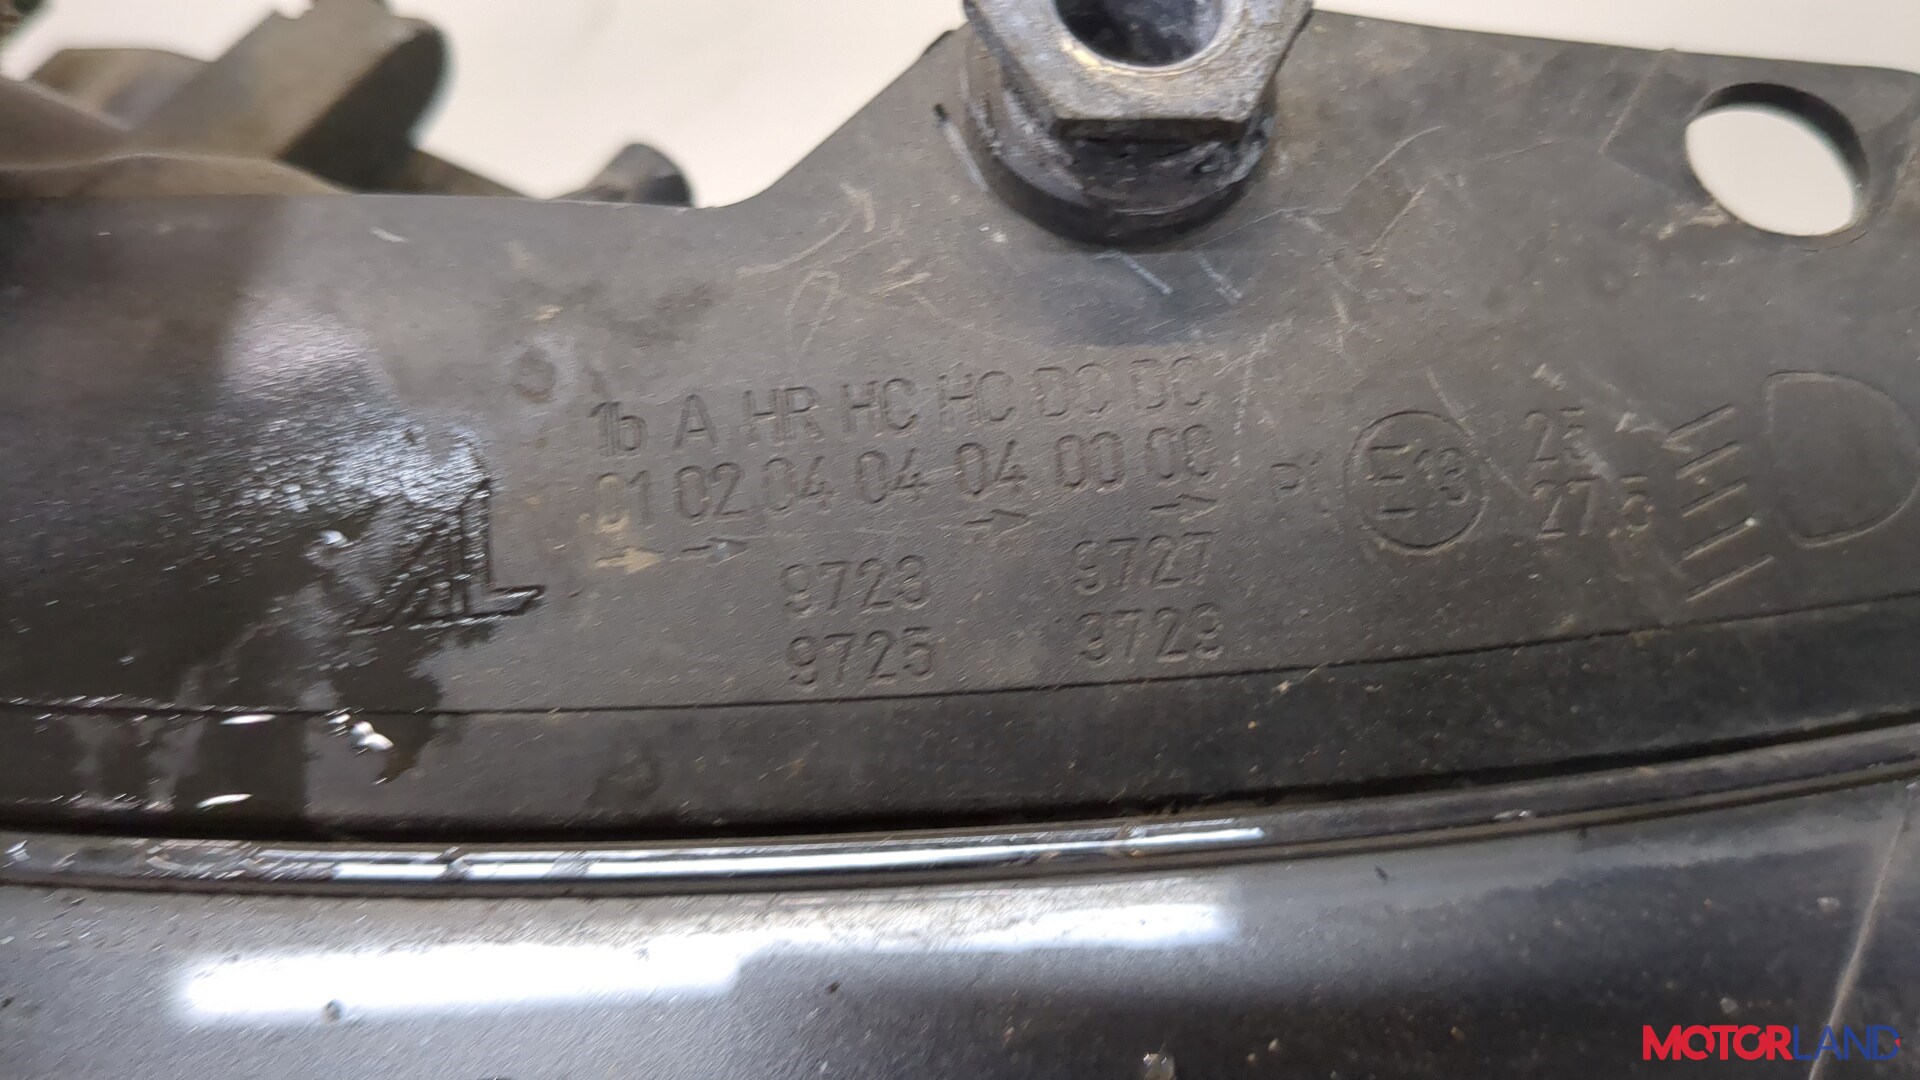 1b A HR HC HC DC DC
01 02 04 04 04 00 00
→ → → →
9723 9727
9725 9729
E 13
25
27.5
AL
MOTORLAND